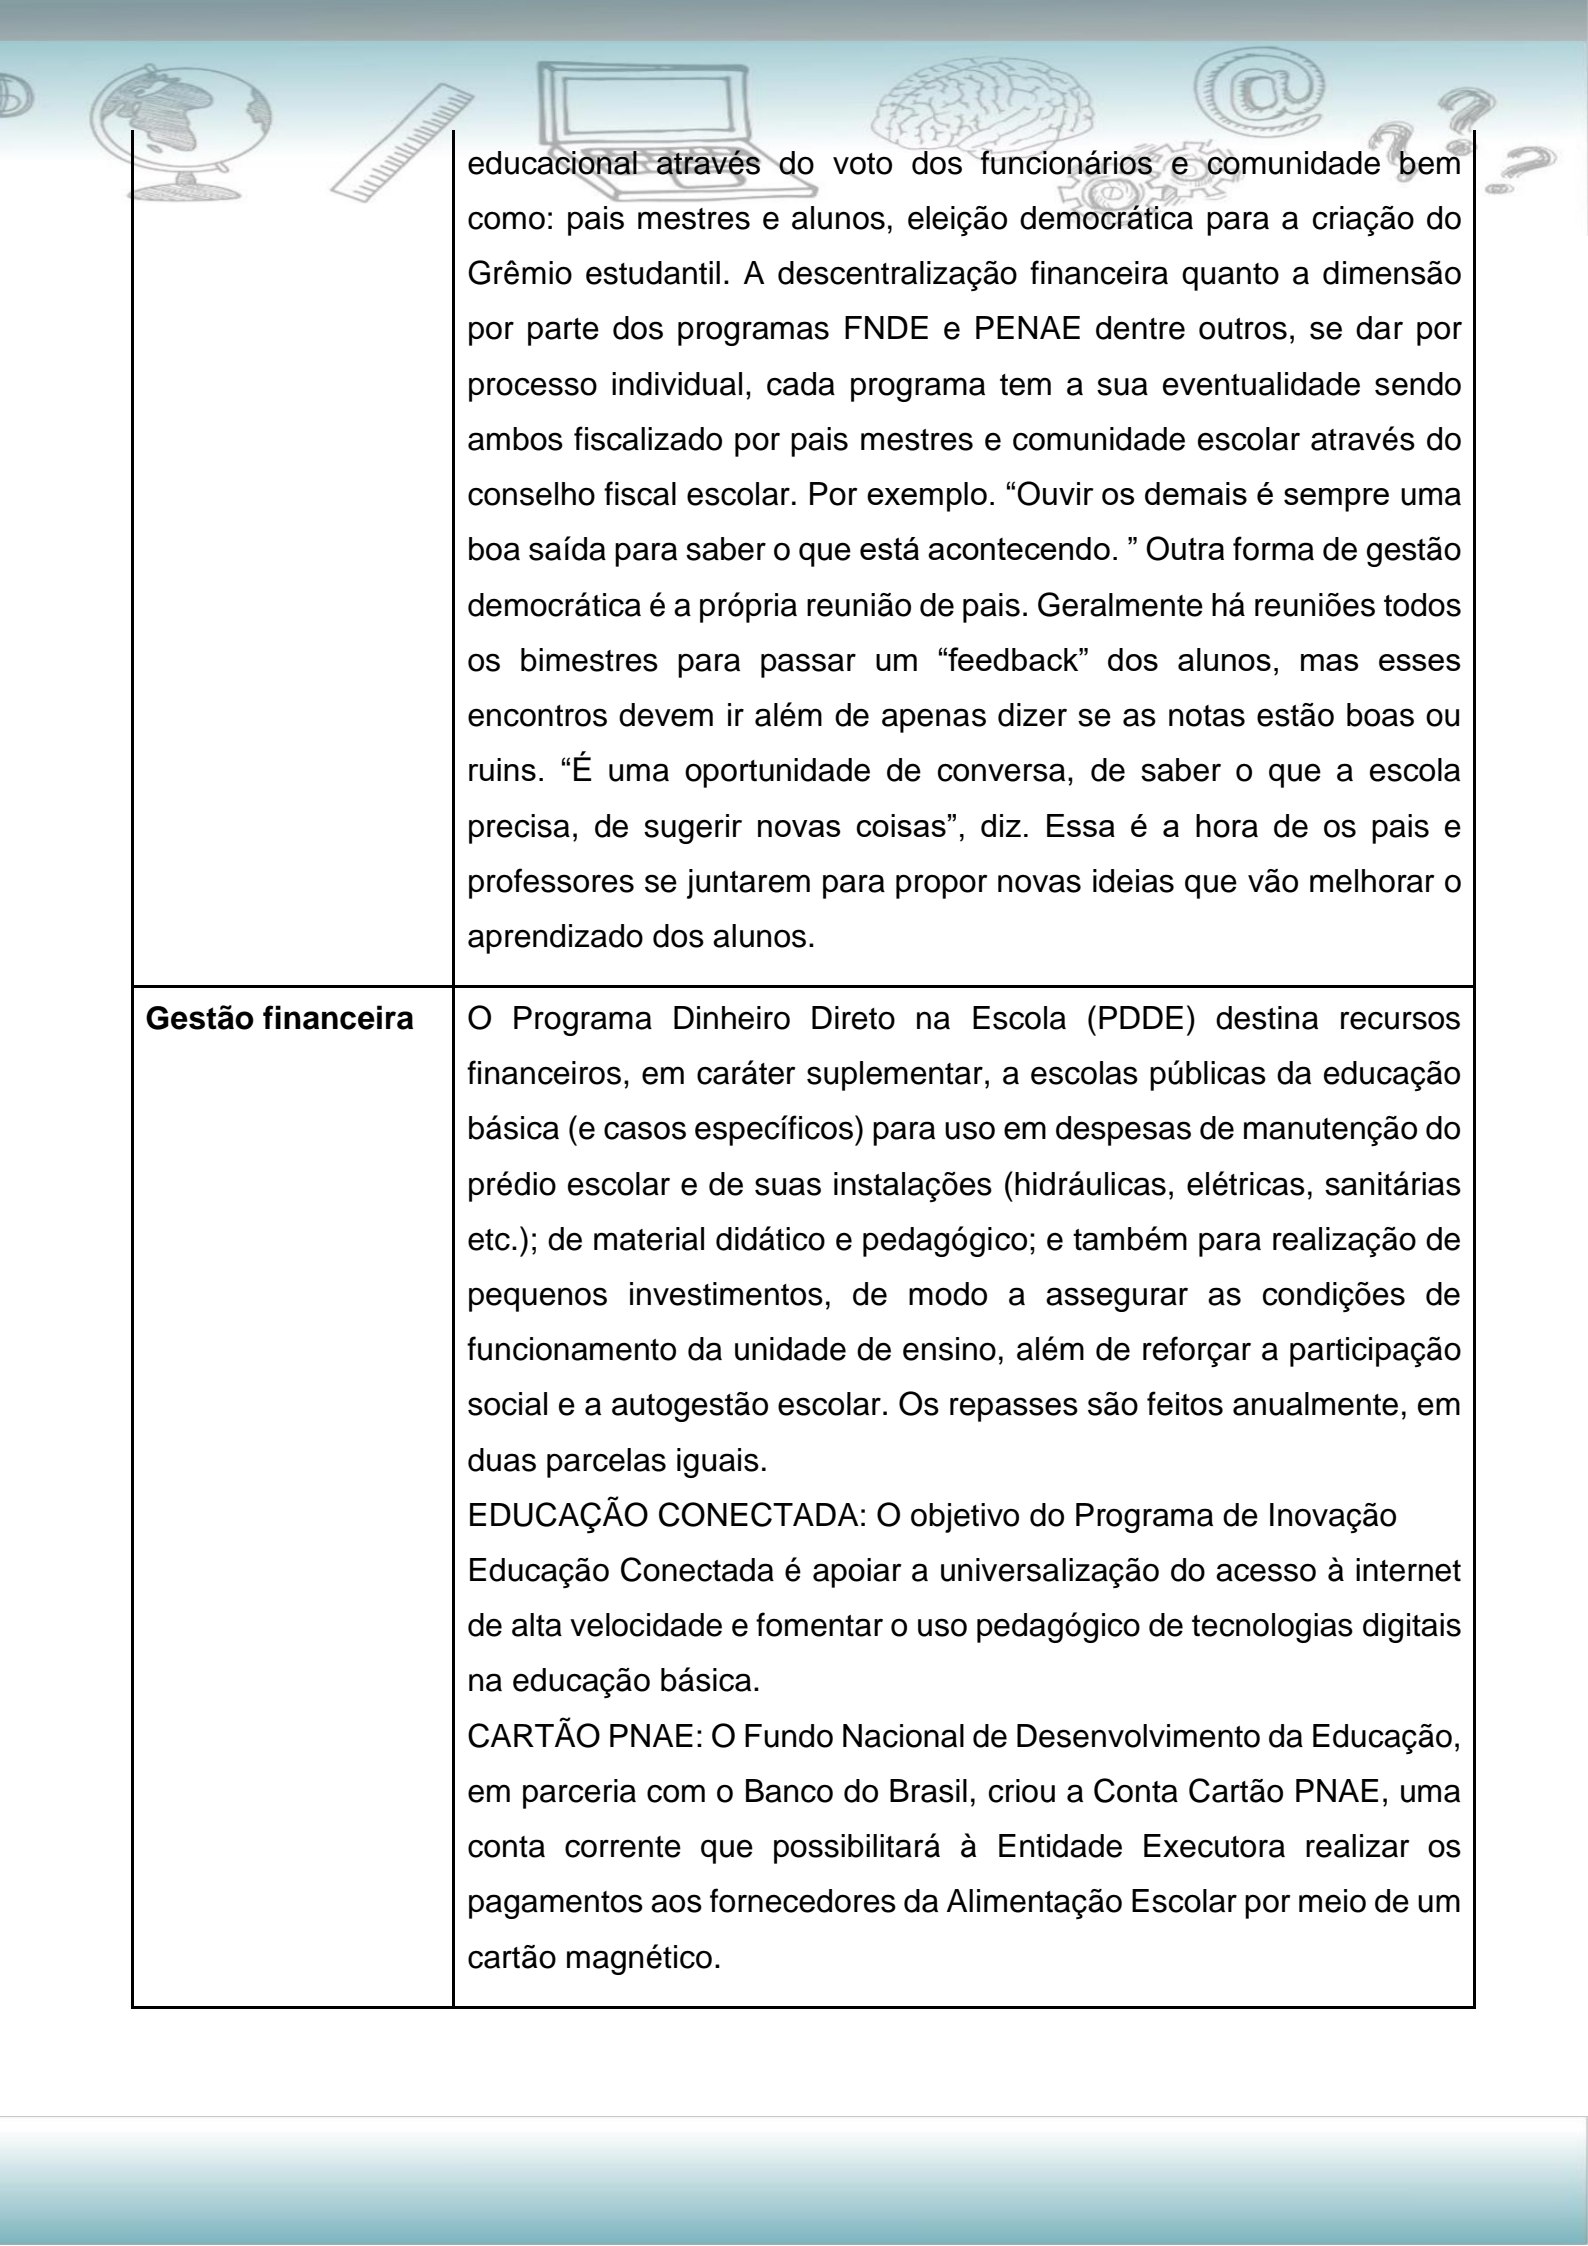 educacional através do voto dos funcionários e comunidade bem
como: pais mestres e alunos, eleição democrática para a criação do
Grêmio estudantil. A descentralização financeira quanto a dimensão
por parte dos programas FNDE e PENAE dentre outros, se dar por
processo individual, cada programa tem a sua eventualidade sendo
ambos fiscalizado por pais mestres e comunidade escolar através do
conselho fiscal escolar. Por exemplo. “Ouvir os demais é sempre uma
boa saída para saber o que está acontecendo. ” Outra forma de gestão
democrática é a própria reunião de pais. Geralmente há reuniões todos
os bimestres para passar um “feedback” dos alunos, mas esses
encontros devem ir além de apenas dizer se as notas estão boas ou
ruins. “É uma oportunidade de conversa, de saber o que a escola
precisa, de sugerir novas coisas”, diz. Essa é a hora de os pais e
professores se juntarem para propor novas ideias que vão melhorar o
aprendizado dos alunos.
Gestão financeira
O Programa Dinheiro Direto na Escola (PDDE) destina recursos
financeiros, em caráter suplementar, a escolas públicas da educação
básica (e casos específicos) para uso em despesas de manutenção do
prédio escolar e de suas instalações (hidráulicas, elétricas, sanitárias
etc.); de material didático e pedagógico; e também para realização de
pequenos investimentos, de modo a assegurar as condições de
funcionamento da unidade de ensino, além de reforçar a participação
social e a autogestão escolar. Os repasses são feitos anualmente, em
duas parcelas iguais.
EDUCAÇÃO CONECTADA: O objetivo do Programa de Inovação
Educação Conectada é apoiar a universalização do acesso à internet
de alta velocidade e fomentar o uso pedagógico de tecnologias digitais
na educação básica.
CARTÃO PNAE: O Fundo Nacional de Desenvolvimento da Educação,
em parceria com o Banco do Brasil, criou a Conta Cartão PNAE, uma
conta corrente que possibilitará à Entidade Executora realizar os
pagamentos aos fornecedores da Alimentação Escolar por meio de um
cartão magnético.